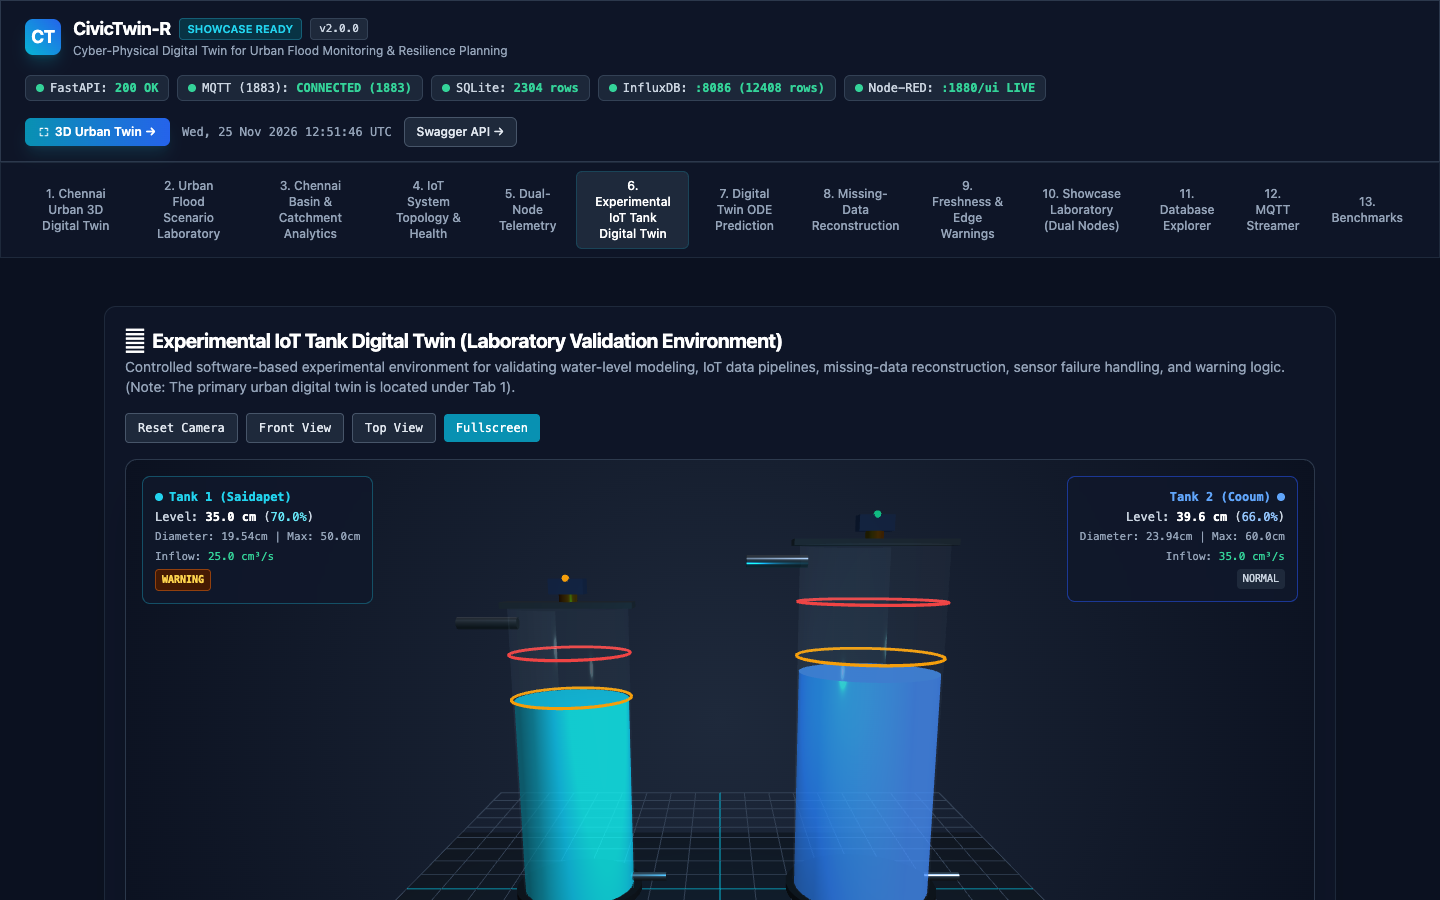 CT
CivicTwin-R SHOWCASE READY v2.0.0
Cyber-Physical Digital Twin for Urban Flood Monitoring & Resilience Planning
FastAPI: 200 OK
MQTT (1883): CONNECTED (1883)
SQLite: 2304 rows
InfluxDB: :8086 (12408 rows)
Node-RED: :1880/ui LIVE
3D Urban Twin →
Wed, 25 Nov 2026 12:51:46 UTC
Swagger API →
1. Chennai
Urban 3D
Digital Twin
2. Urban
Flood
Scenario
Laboratory
3. Chennai
Basin &
Catchment
Analytics
4. IoT
System
Topology &
Health
5. Dual-
Node
Telemetry
6.
Experimental
IoT Tank
Digital Twin
7. Digital
Twin ODE
Prediction
8. Missing-
Data
Reconstruction
9.
Freshness &
Edge
Warnings
10. Showcase
Laboratory
(Dual Nodes)
11.
Database
Explorer
12.
MQTT
Streamer
13.
Benchmarks
Experimental IoT Tank Digital Twin (Laboratory Validation Environment)
Controlled software-based experimental environment for validating water-level modeling, IoT data pipelines, missing-data reconstruction, sensor failure handling, and warning logic.
(Note: The primary urban digital twin is located under Tab 1).
Reset Camera
Front View
Top View
Fullscreen
Tank 1 (Saidapet)
Level: 35.0 cm (70.0%)
Diameter: 19.54cm | Max: 50.0cm
Inflow: 25.0 cm³/s
WARNING
Tank 2 (Cooum)
Level: 39.6 cm (66.0%)
Diameter: 23.94cm | Max: 60.0cm
Inflow: 35.0 cm³/s
NORMAL